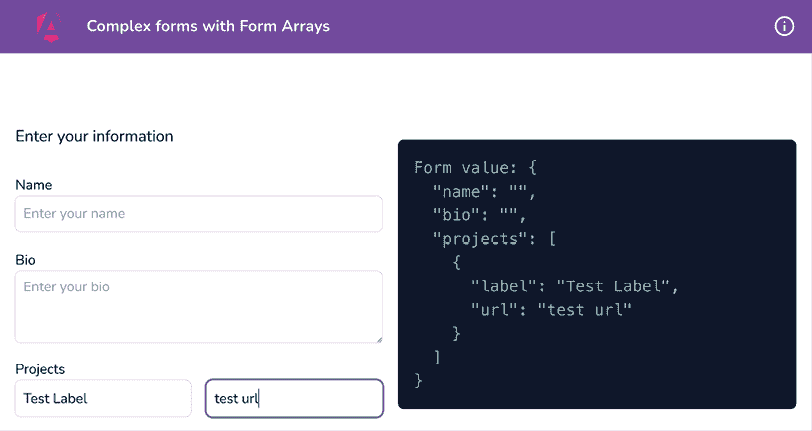 Complex forms with Form Arrays
Enter your information
Name
Enter your name
Bio
Enter your bio
Projects
Test Label
test url
Form value: {
"name": "",
"bio": "",
"projects": [
{
"label": "Test Label",
"url": "test url"
}
]
}